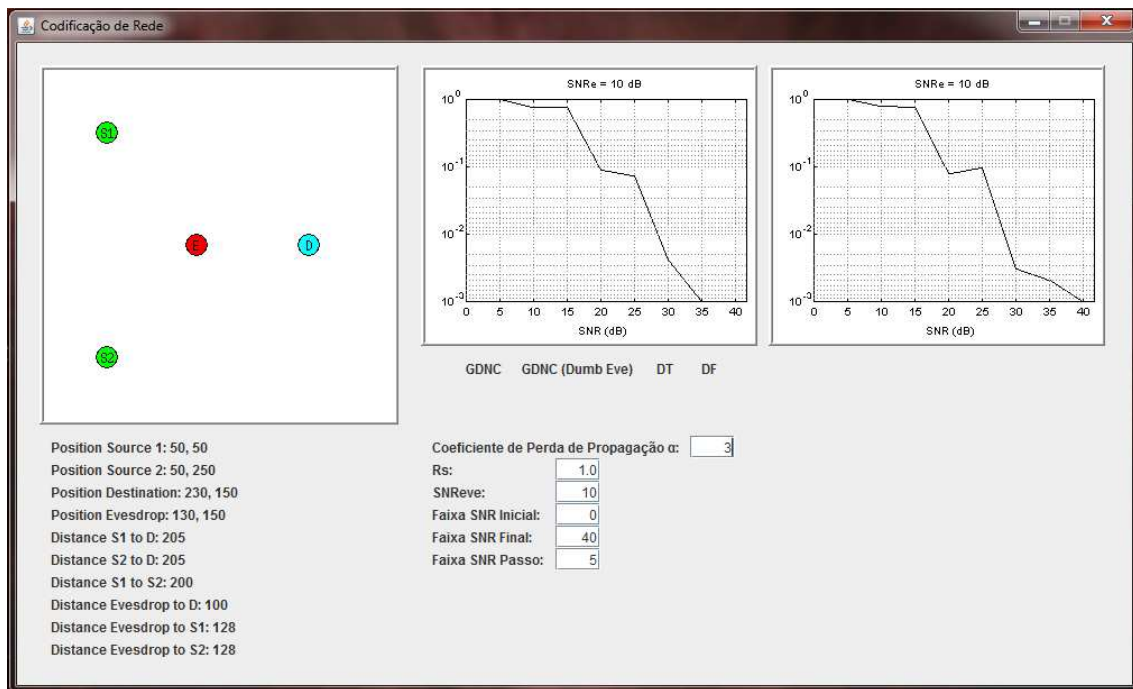 Codificação de Rede
S1
E
D
S2
SNRe = 10 dB
10^0
10^-1
10^-2
10^-3
0 5 10 15 20 25 30 35 40
SNR (dB)
SNRe = 10 dB
10^0
10^-1
10^-2
10^-3
0 5 10 15 20 25 30 35 40
SNR (dB)
GDNC GDNC (Dumb Eve) DT DF
Position Source 1: 50, 50
Position Source 2: 50, 250
Position Destination: 230, 150
Position Evesdrop: 130, 150
Distance S1 to D: 205
Distance S2 to D: 205
Distance S1 to S2: 200
Distance Evesdrop to D: 100
Distance Evesdrop to S1: 128
Distance Evesdrop to S2: 128
Coeficiente de Perda de Propagação α: 3
Rs: 1.0
SNReve: 10
Faixa SNR Inicial: 0
Faixa SNR Final: 40
Faixa SNR Passo: 5